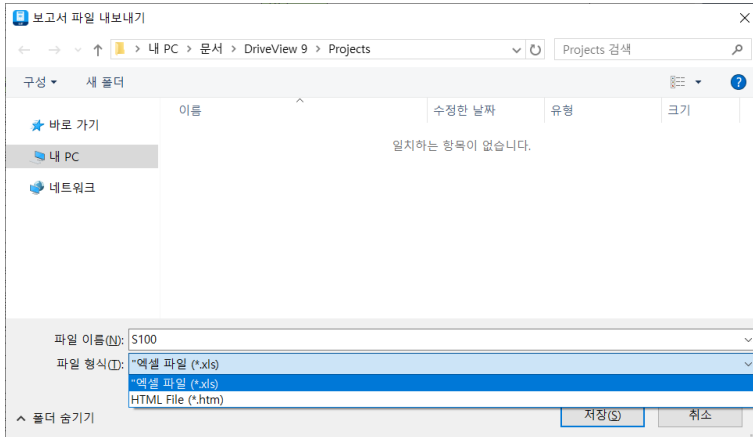 보고서 파일 내보내기
내 PC > 문서 > DriveView 9 > Projects
Projects 검색
구성
새 폴더
이름
수정한 날짜
유형
크기
바로 가기
내 PC
네트워크
일치하는 항목이 없습니다.
파일 이름(N): S100
파일 형식(T): "엑셀 파일 (*.xls)
"엑셀 파일 (*.xls)
HTML File (*.htm)
폴더 숨기기
저장(S)
취소